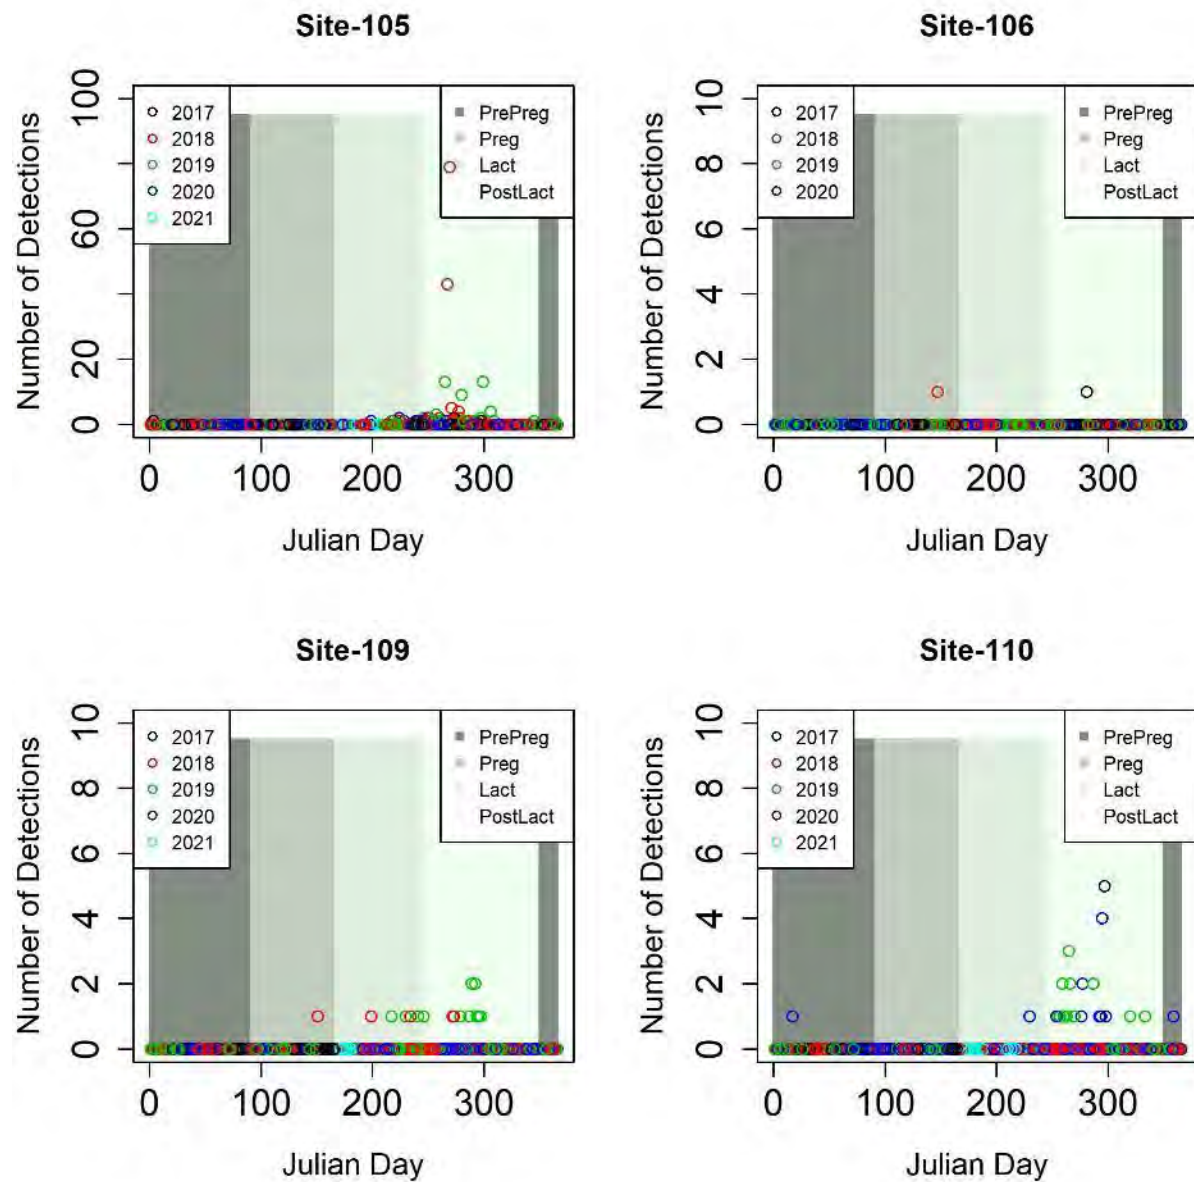 Site-105
Number of Detections
100
60
20
0
2017
2018
2019
2020
2021
PrePreg
Preg
Lact
PostLact
0 100 200 300
Julian Day
Site-106
Number of Detections
10
8
6
4
2
0
2017
2018
2019
2020
PrePreg
Preg
Lact
PostLact
0 100 200 300
Julian Day
Site-109
Number of Detections
10
8
6
4
2
0
2017
2018
2019
2020
2021
PrePreg
Preg
Lact
PostLact
0 100 200 300
Julian Day
Site-110
Number of Detections
10
8
6
4
2
0
2017
2018
2019
2020
2021
PrePreg
Preg
Lact
PostLact
0 100 200 300
Julian Day